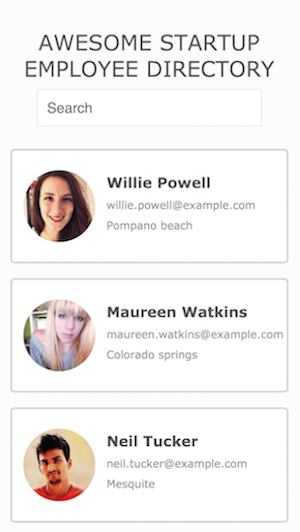 AWESOME STARTUP
EMPLOYEE DIRECTORY
Search
Willie Powell
willie.powell@example.com
Pompano beach
Maureen Watkins
maureen.watkins@example.com
Colorado springs
Neil Tucker
neil.tucker@example.com
Mesquite